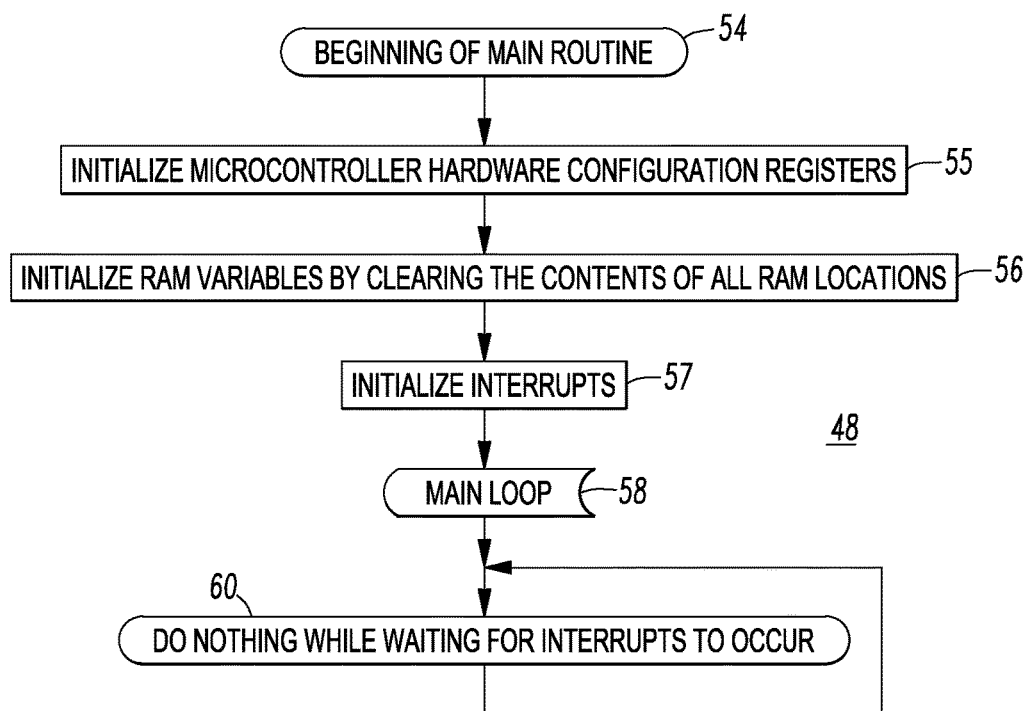 BEGINNING OF MAIN ROUTINE
54
INITIALIZE MICROCONTROLLER HARDWARE CONFIGURATION REGISTERS
55
INITIALIZE RAM VARIABLES BY CLEARING THE CONTENTS OF ALL RAM LOCATIONS
56
INITIALIZE INTERRUPTS
57
48
MAIN LOOP
58
60
DO NOTHING WHILE WAITING FOR INTERRUPTS TO OCCUR